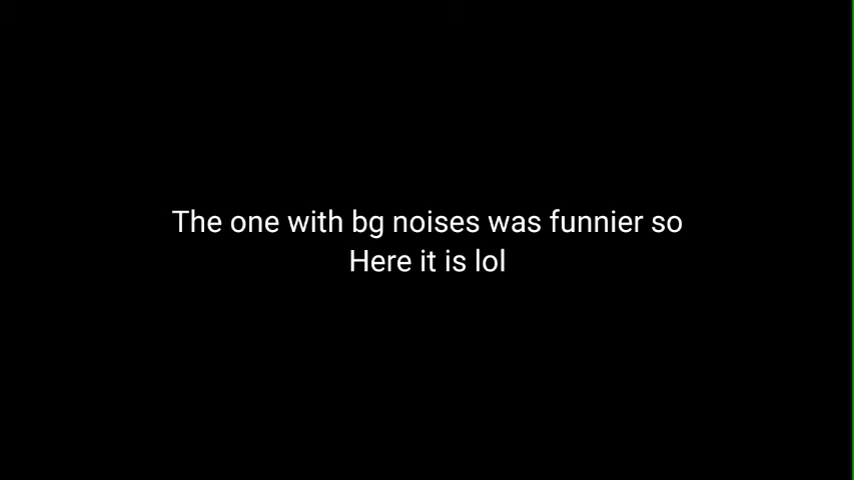 The one with bg noises was funnier so
Here it is lol